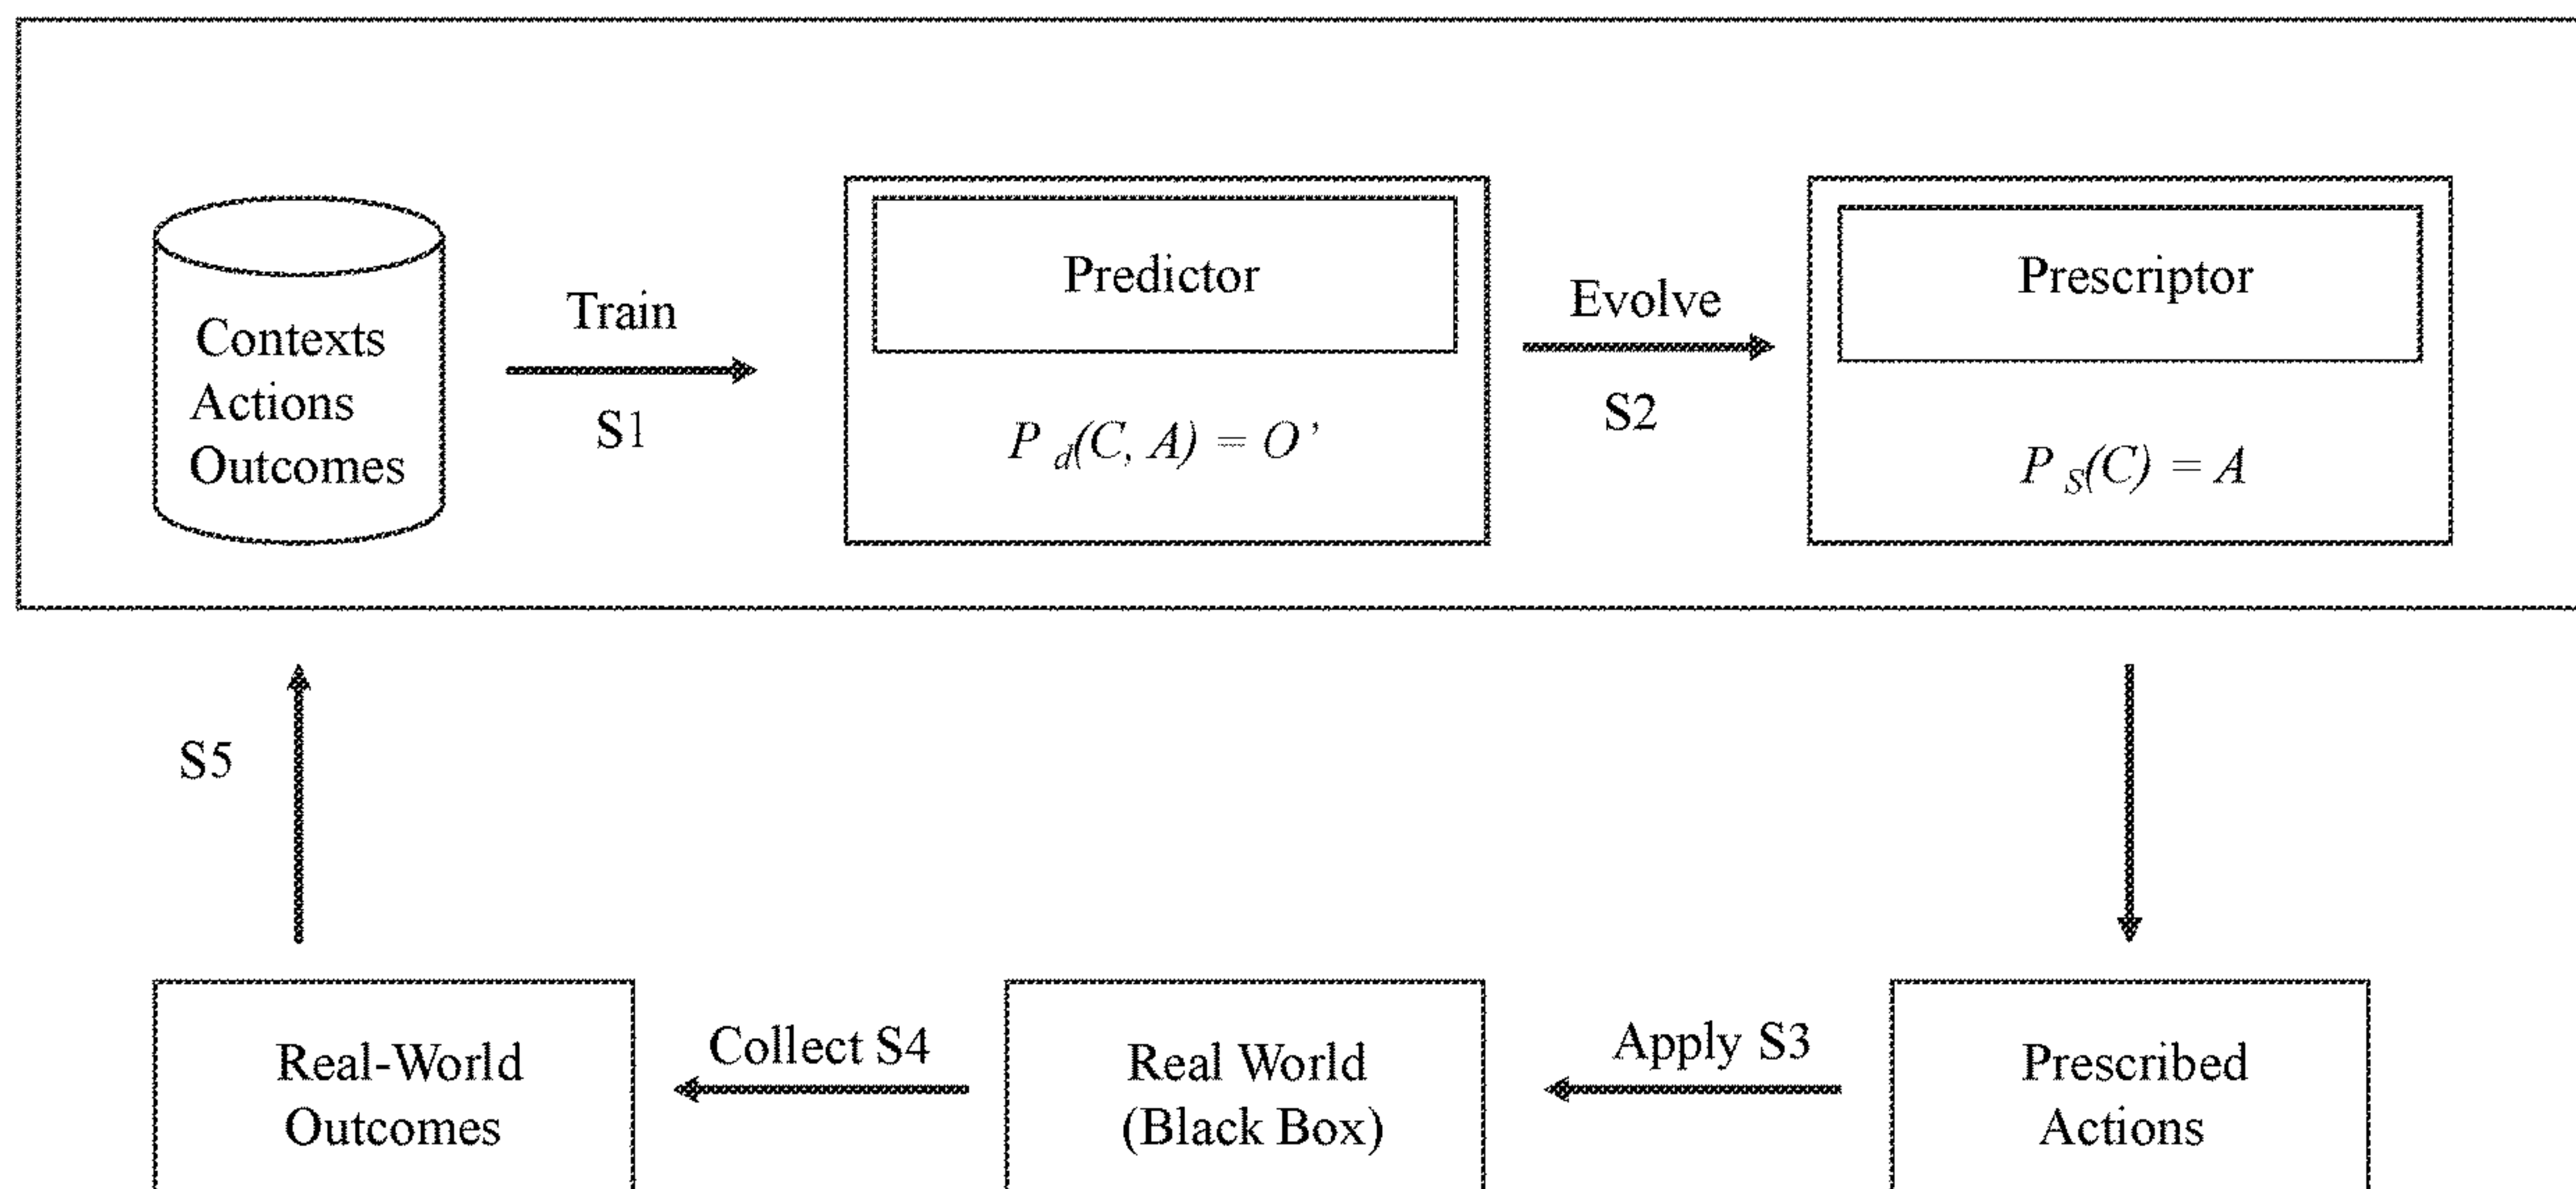 Contexts
Actions
Outcomes
Train
S1
Predictor
P d(C, A) = O’
Evolve
S2
Prescriptor
P S(C) = A
S5
Real-World
Outcomes
Collect S4
Real World
(Black Box)
Apply S3
Prescribed
Actions